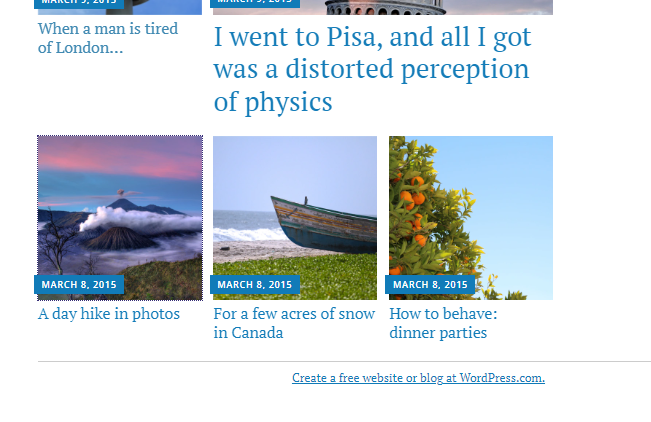 MARCH 9, 2015
MARCH 9, 2015
When a man is tired
of London...
I went to Pisa, and all I got
was a distorted perception
of physics
MARCH 8, 2015
MARCH 8, 2015
MARCH 8, 2015
A day hike in photos
For a few acres of snow
in Canada
How to behave:
dinner parties
Create a free website or blog at WordPress.com.